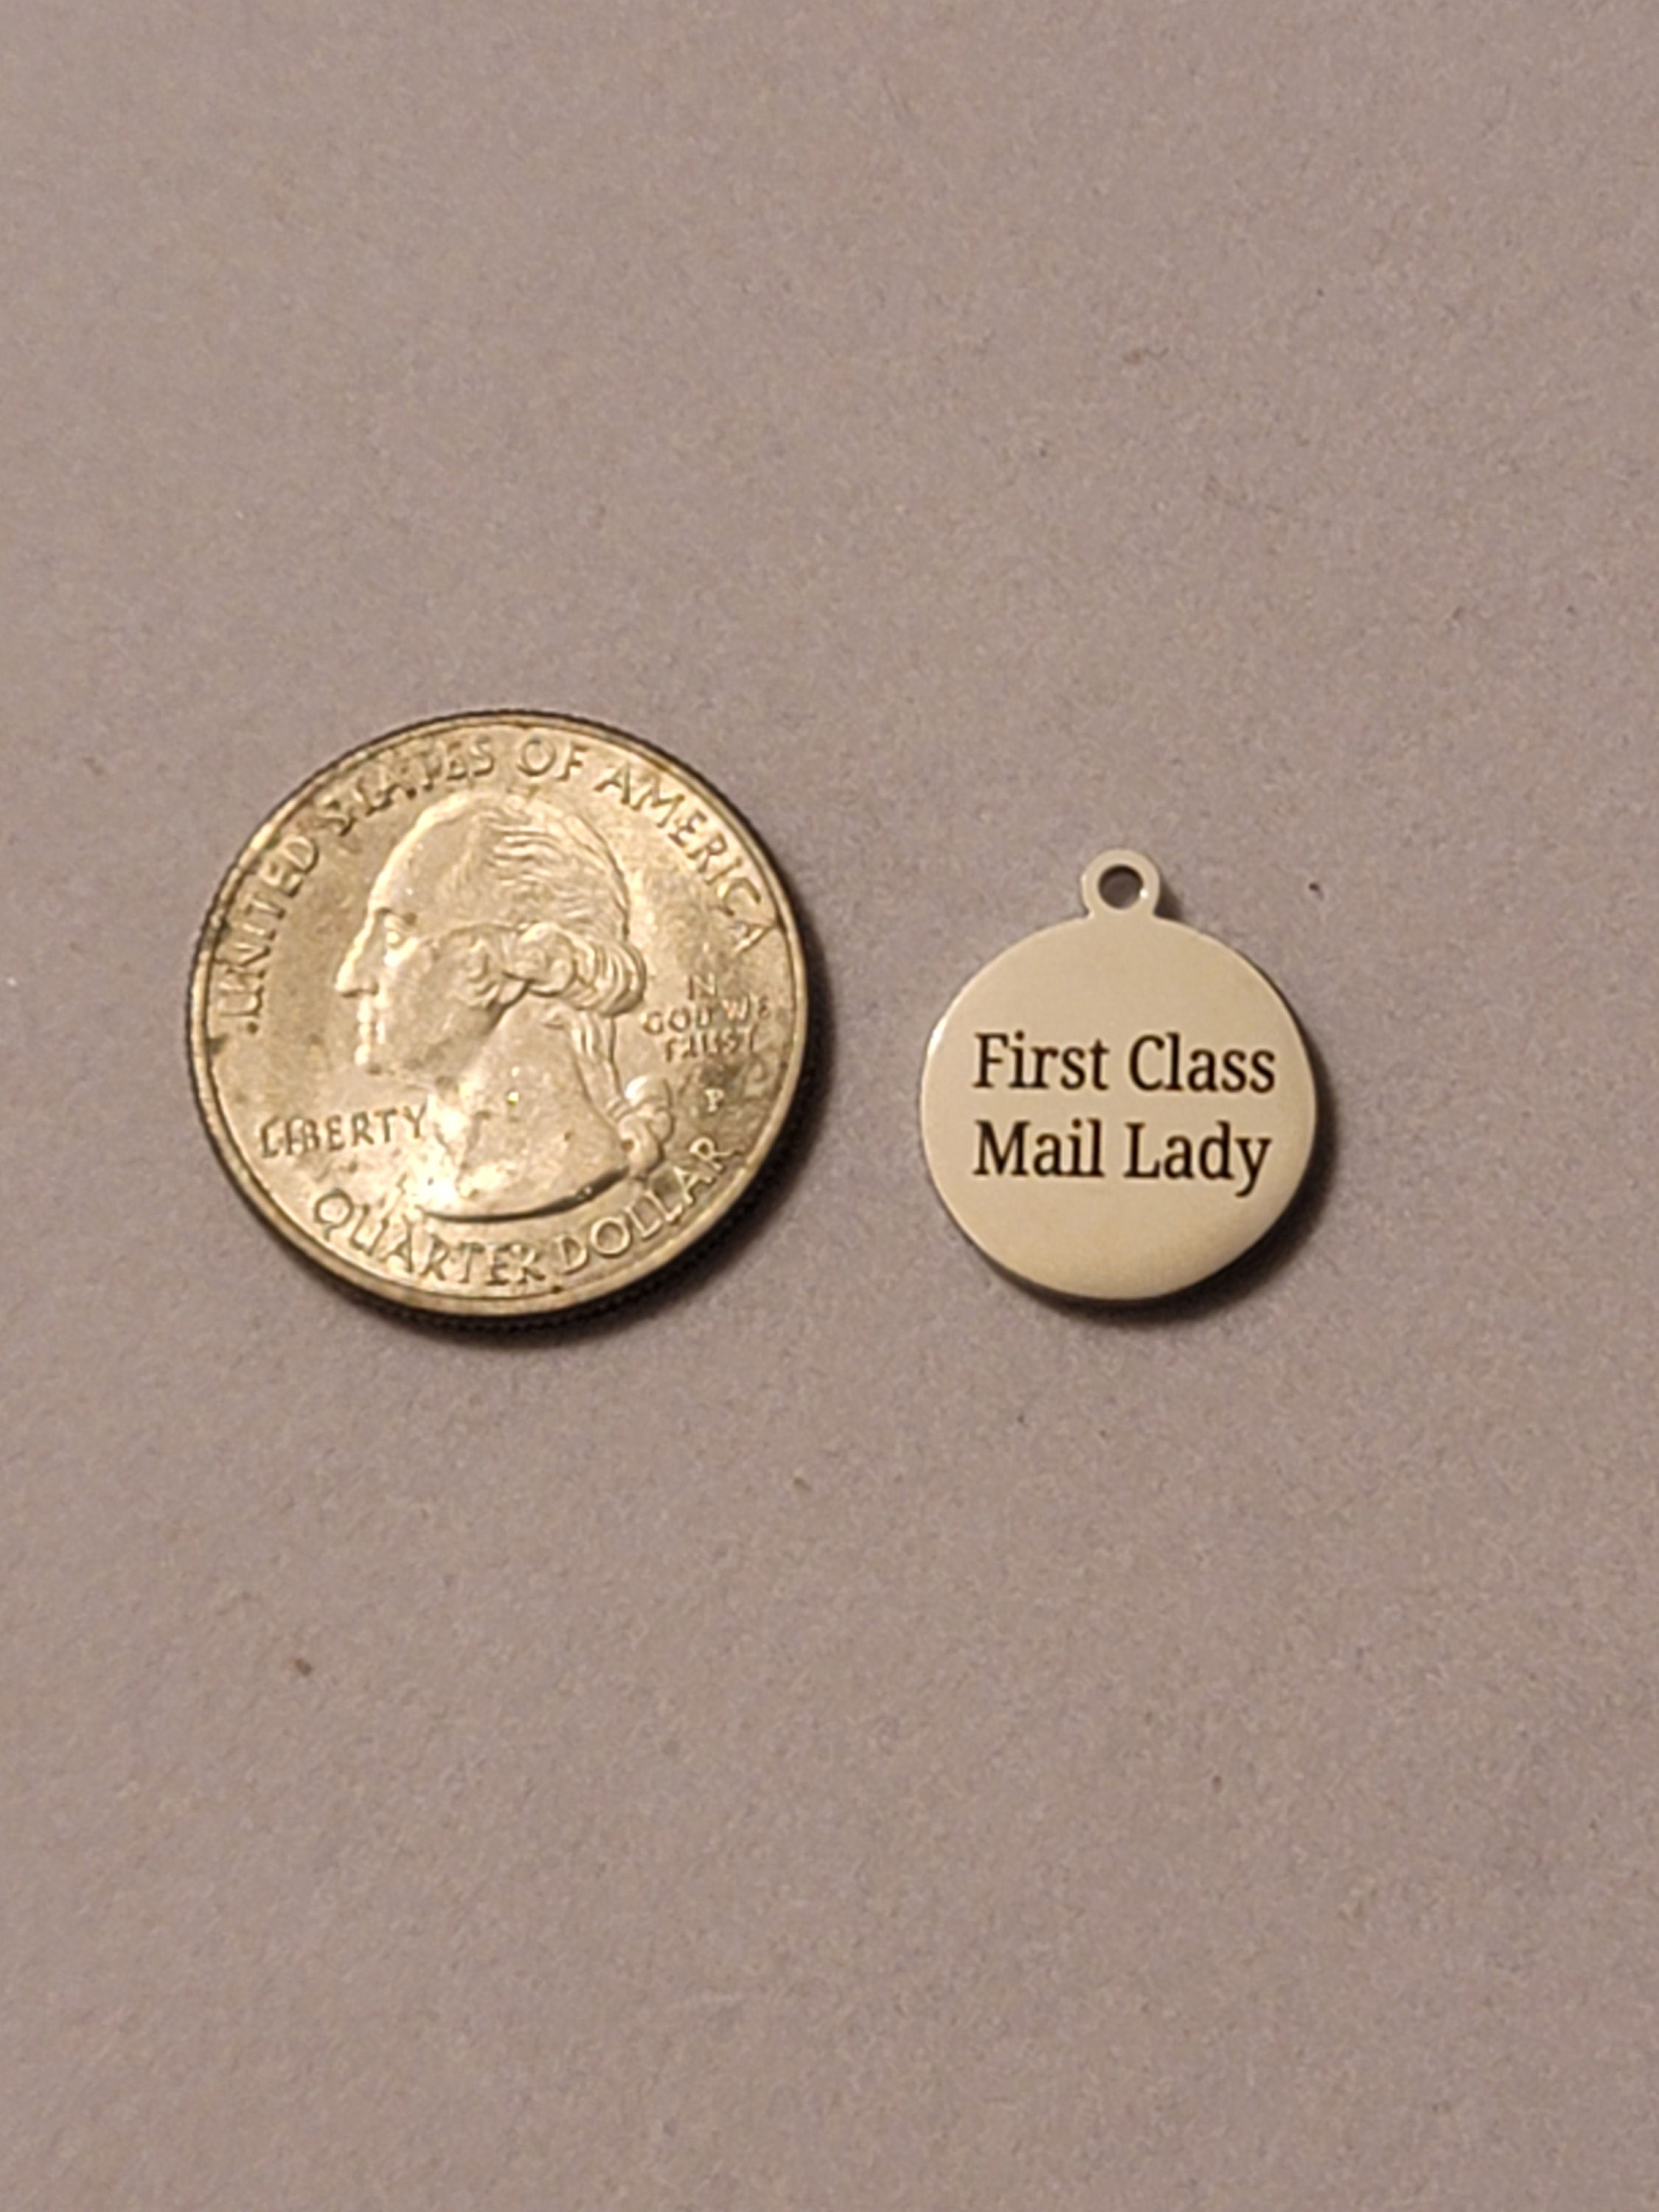 UNITED STATES OF AMERICA
LIBERTY
IN
GOD WE
TRUST
P
QUARTER DOLLAR
First Class
Mail Lady